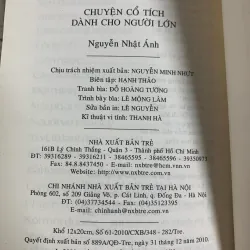 CHUYỆN CỔ TÍCH
DÀNH CHO NGƯỜI LỚN
Nguyễn Nhật Ánh
Chịu trách nhiệm xuất bản: NGUYỄN MINH NHỰT
Biên tập: HẠNH THẢO
Tranh bìa: ĐỖ HOÀNG TƯỜNG
Trình bày bìa: LÊ MỘNG LÂM
Sửa bản in: LÊ NGUYỄN
Kĩ thuật vi tính: THANH HÀ
NHÀ XUẤT BẢN TRẺ
161B Lý Chính Thắng - Quận 3 - Thành phố Hồ Chí Minh
ĐT: 39316289 - 39316211 - 38465595 - 38465596 - 39350973
Fax: 84.8.8437450 - E-mail: nxbtre@hcm.vnn.vn
Website: http://www.nxbtre.com.vn
CHI NHÁNH NHÀ XUẤT BẢN TRẺ TẠI HÀ NỘI
Phòng 602, số 209 Giảng Võ, p. Cát Linh, q. Đống Đa - Hà Nội
ĐT: (04)37734544 - Fax: (04)35123395
E-mail: chinhanh@nxbtre.com.vn
Khổ 12x20cm, Số 61-2010/CXB/348 - 282/Tre.
Quyết định xuất bản số 889A/QĐ-Tre, ngày 31 tháng 12 năm 2010.